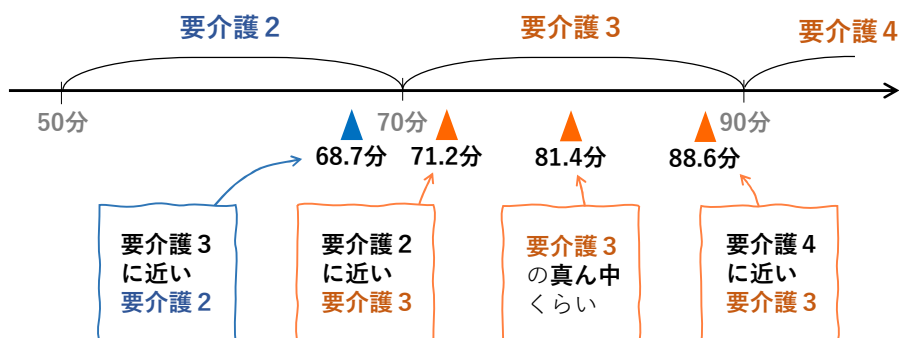 要介護２
要介護３
要介護４
50分
70分
90分
68.7分
71.2分
81.4分
88.6分
要介護３
に近い
要介護２
要介護２
に近い
要介護３
要介護３
の真ん中
くらい
要介護４
に近い
要介護３